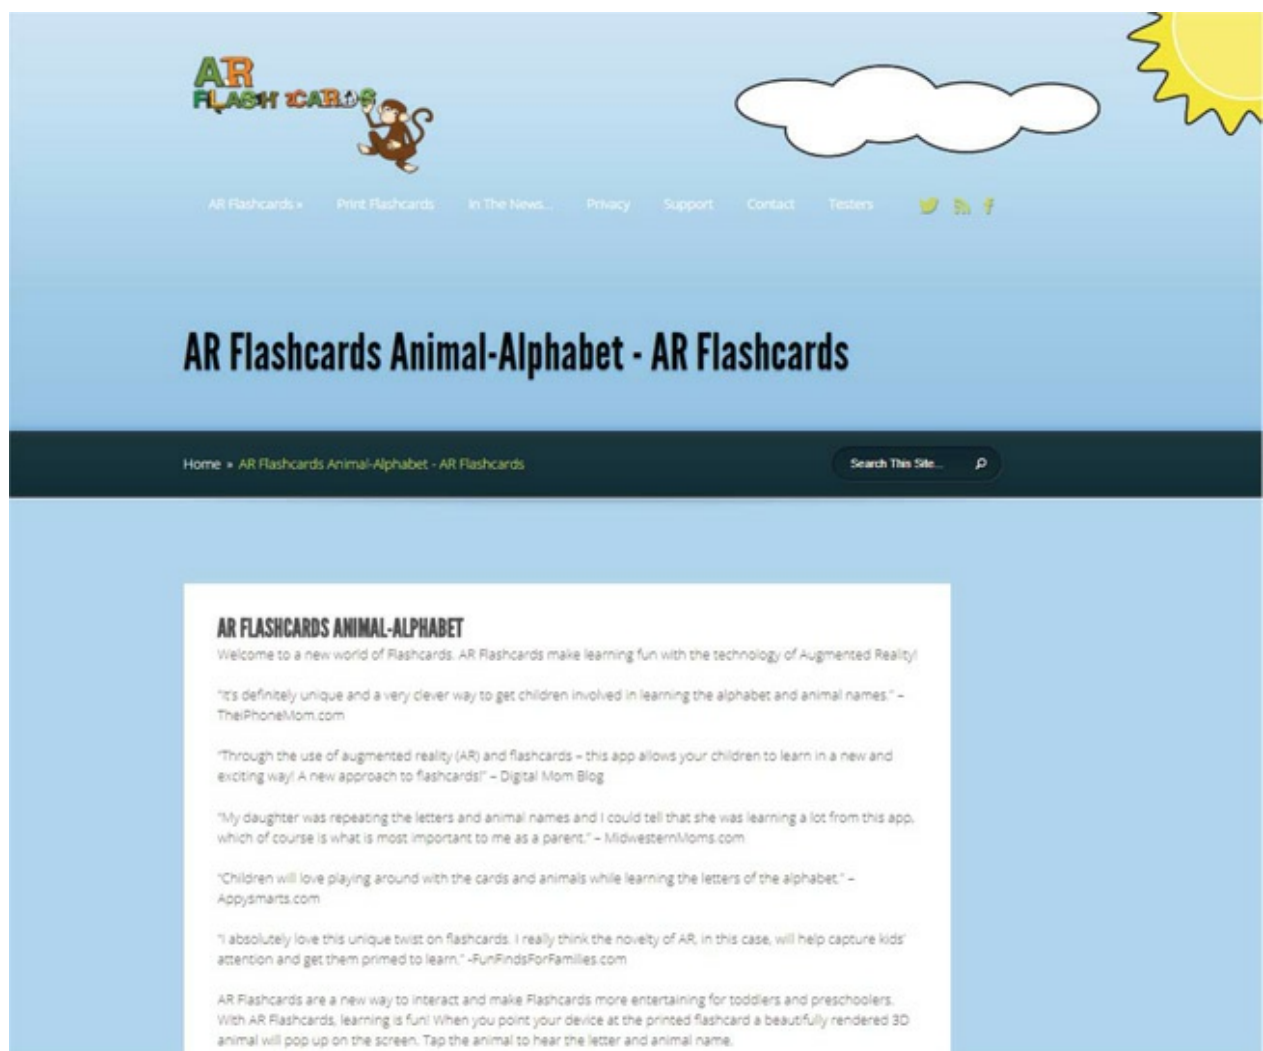 AR
FLASH CARDS
AR Flashcards »
Print Flashcards
In The News...
Privacy
Support
Contact
Testers
AR Flashcards Animal-Alphabet - AR Flashcards
Home » AR Flashcards Animal-Alphabet - AR Flashcards
Search This Site...
AR FLASHCARDS ANIMAL-ALPHABET
Welcome to a new world of Flashcards. AR Flashcards make learning fun with the technology of Augmented Reality!
"It's definitely unique and a very clever way to get children involved in learning the alphabet and animal names." –
TheiPhoneMom.com
"Through the use of augmented reality (AR) and flashcards – this app allows your children to learn in a new and
exciting way! A new approach to flashcards!" – Digital Mom Blog
"My daughter was repeating the letters and animal names and I could tell that she was learning a lot from this app,
which of course is what is most important to me as a parent." – MidwesternMoms.com
"Children will love playing around with the cards and animals while learning the letters of the alphabet." –
Appysmarts.com
"I absolutely love this unique twist on flashcards. I really think the novelty of AR, in this case, will help capture kids'
attention and get them primed to learn." -FunFindsForFamilies.com
AR Flashcards are a new way to interact and make Flashcards more entertaining for toddlers and preschoolers.
With AR Flashcards, learning is fun! When you point your device at the printed flashcard a beautifully rendered 3D
animal will pop up on the screen. Tap the animal to hear the letter and animal name.